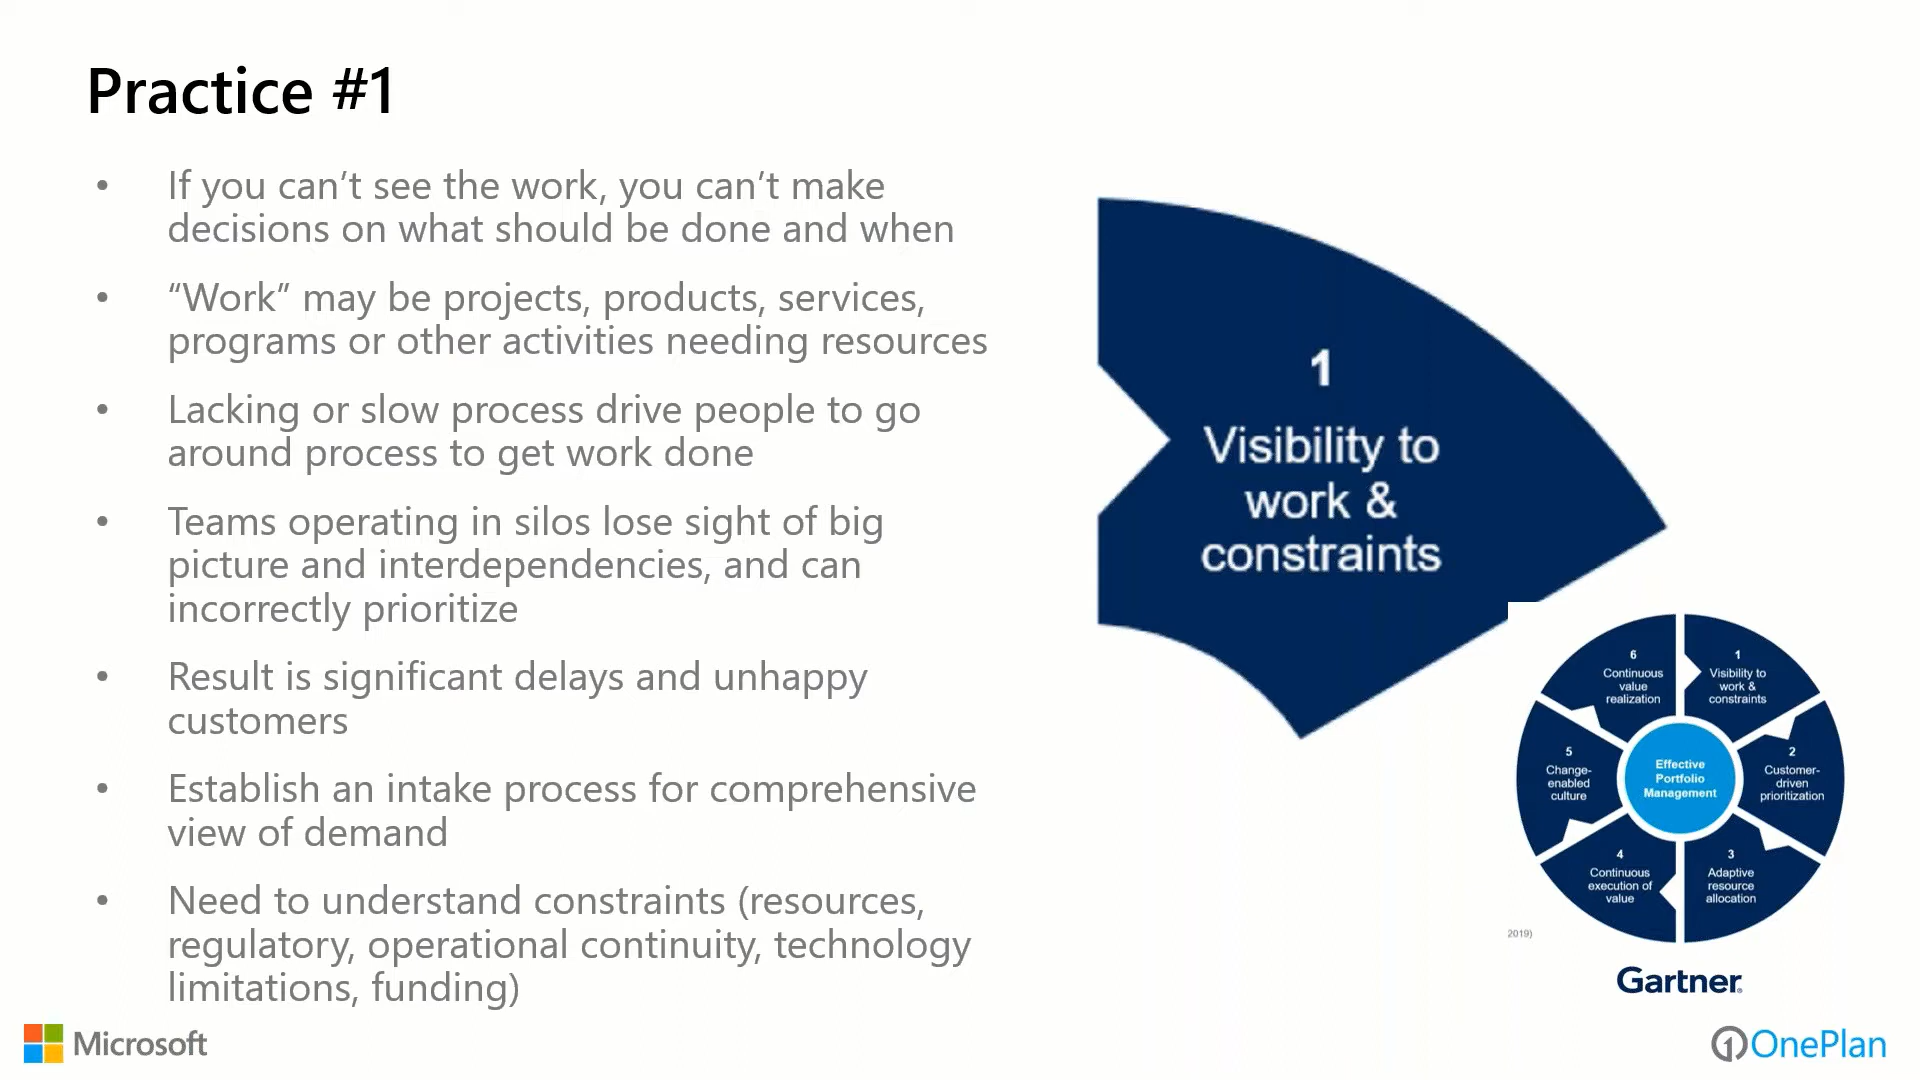 Practice #1
• If you can’t see the work, you can’t make
decisions on what should be done and when
• “Work” may be projects, products, services,
programs or other activities needing resources
• Lacking or slow process drive people to go
around process to get work done
• Teams operating in silos lose sight of big
picture and interdependencies, and can
incorrectly prioritize
• Result is significant delays and unhappy
customers
• Establish an intake process for comprehensive
view of demand
• Need to understand constraints (resources,
regulatory, operational continuity, technology
limitations, funding)
1
Visibility to
work &
constraints
6
Continuous
value
realization
1
Visibility to
work &
constraints
5
Change-
enabled
culture
Effective
Portfolio
Management
2
Customer-
driven
prioritization
4
Continuous
execution of
value
3
Adaptive
resource
allocation
2019)
Gartner®
Microsoft
1OnePlan